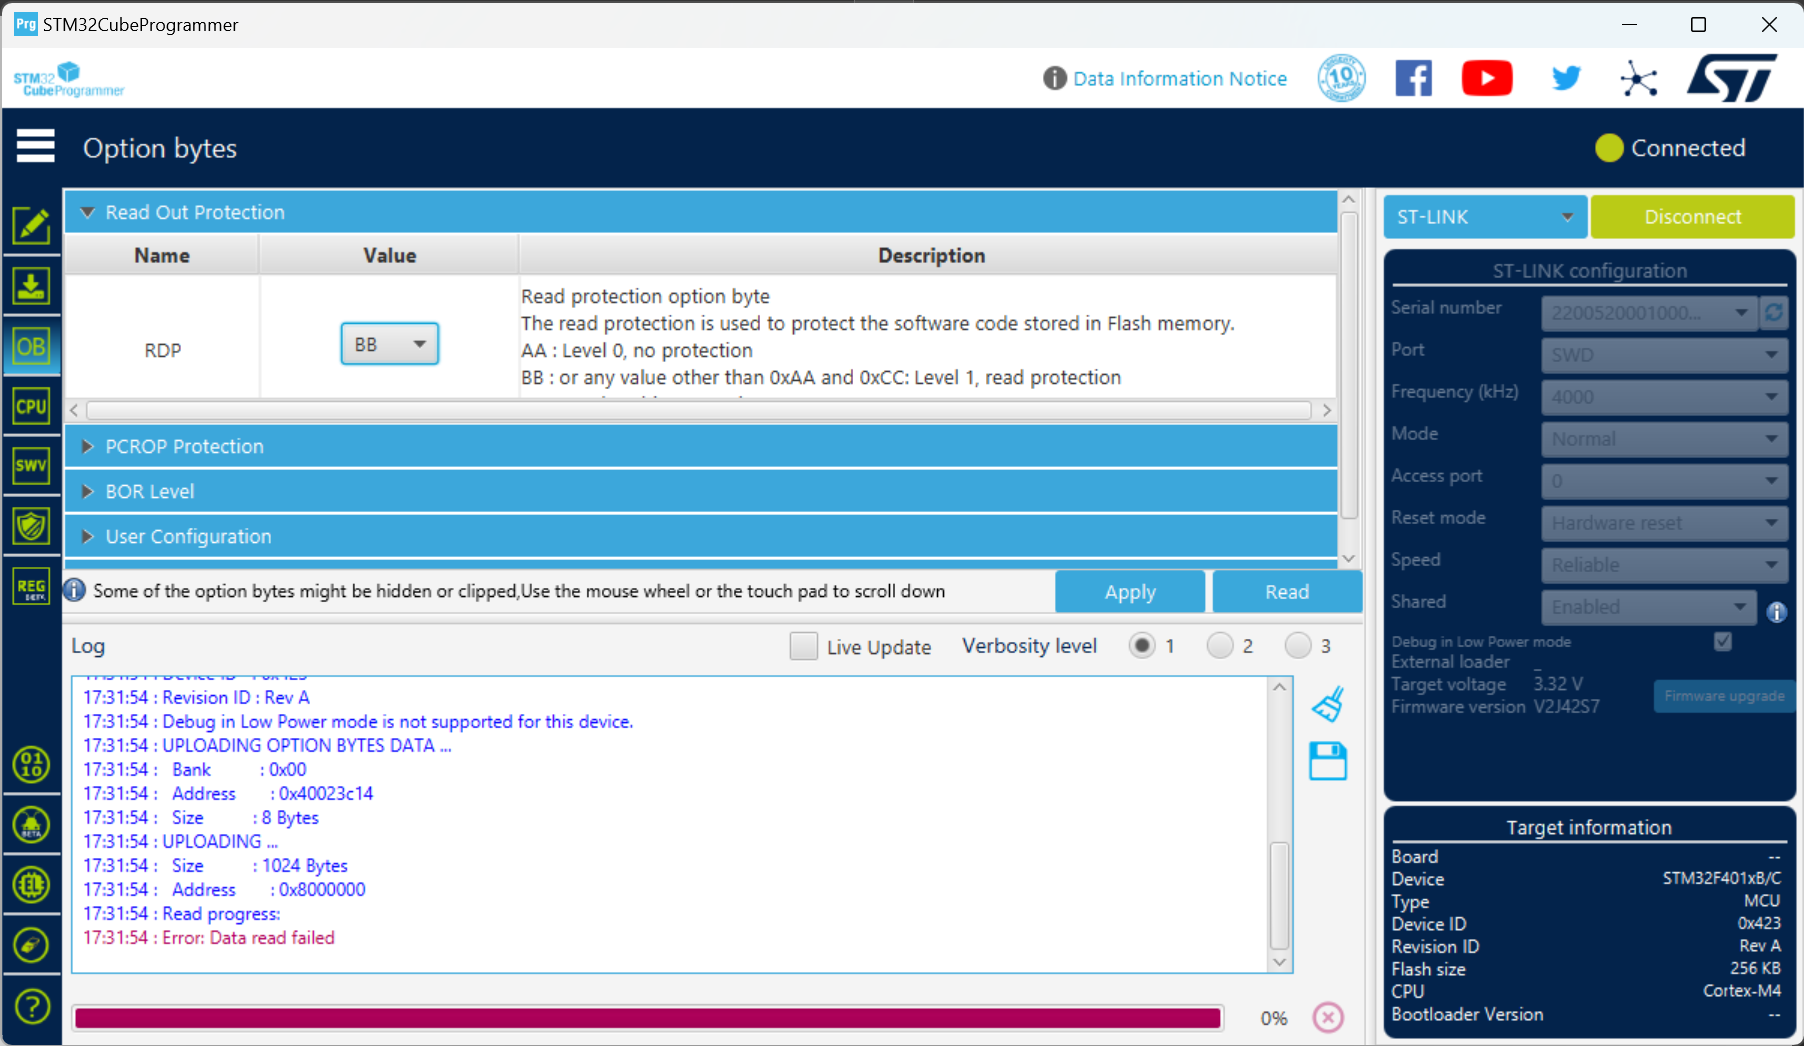 Prg STM32CubeProgrammer
STM32
CubeProgrammer
Data Information Notice
10
Option bytes
Connected
Read Out Protection
Name Value Description
RDP
BB
Read protection option byte
The read protection is used to protect the software code stored in Flash memory.
AA : Level 0, no protection
BB : or any value other than 0xAA and 0xCC: Level 1, read protection
PCROP Protection
BOR Level
User Configuration
Some of the option bytes might be hidden or clipped,Use the mouse wheel or the touch pad to scroll down
Apply
Read
OB
CPU
SWV
REG
01
10
BETA
Log
Live Update
Verbosity level 1 2 3
17:31:54 : Device ID : 0x423
17:31:54 : Revision ID : Rev A
17:31:54 : Debug in Low Power mode is not supported for this device.
17:31:54 : UPLOADING OPTION BYTES DATA ...
17:31:54 : Bank : 0x00
17:31:54 : Address : 0x40023c14
17:31:54 : Size : 8 Bytes
17:31:54 : UPLOADING ...
17:31:54 : Size : 1024 Bytes
17:31:54 : Address : 0x8000000
17:31:54 : Read progress:
17:31:54 : Error: Data read failed
0%
ST-LINK
Disconnect
ST-LINK configuration
Serial number 2200520001000...
Port SWD
Frequency (kHz) 4000
Mode Normal
Access port 0
Reset mode Hardware reset
Speed Reliable
Shared Enabled
Debug in Low Power mode
External loader _
Target voltage 3.32 V
Firmware version V2J42S7
Firmware upgrade
Target information
Board --
Device STM32F401xB/C
Type MCU
Device ID 0x423
Revision ID Rev A
Flash size 256 KB
CPU Cortex-M4
Bootloader Version --